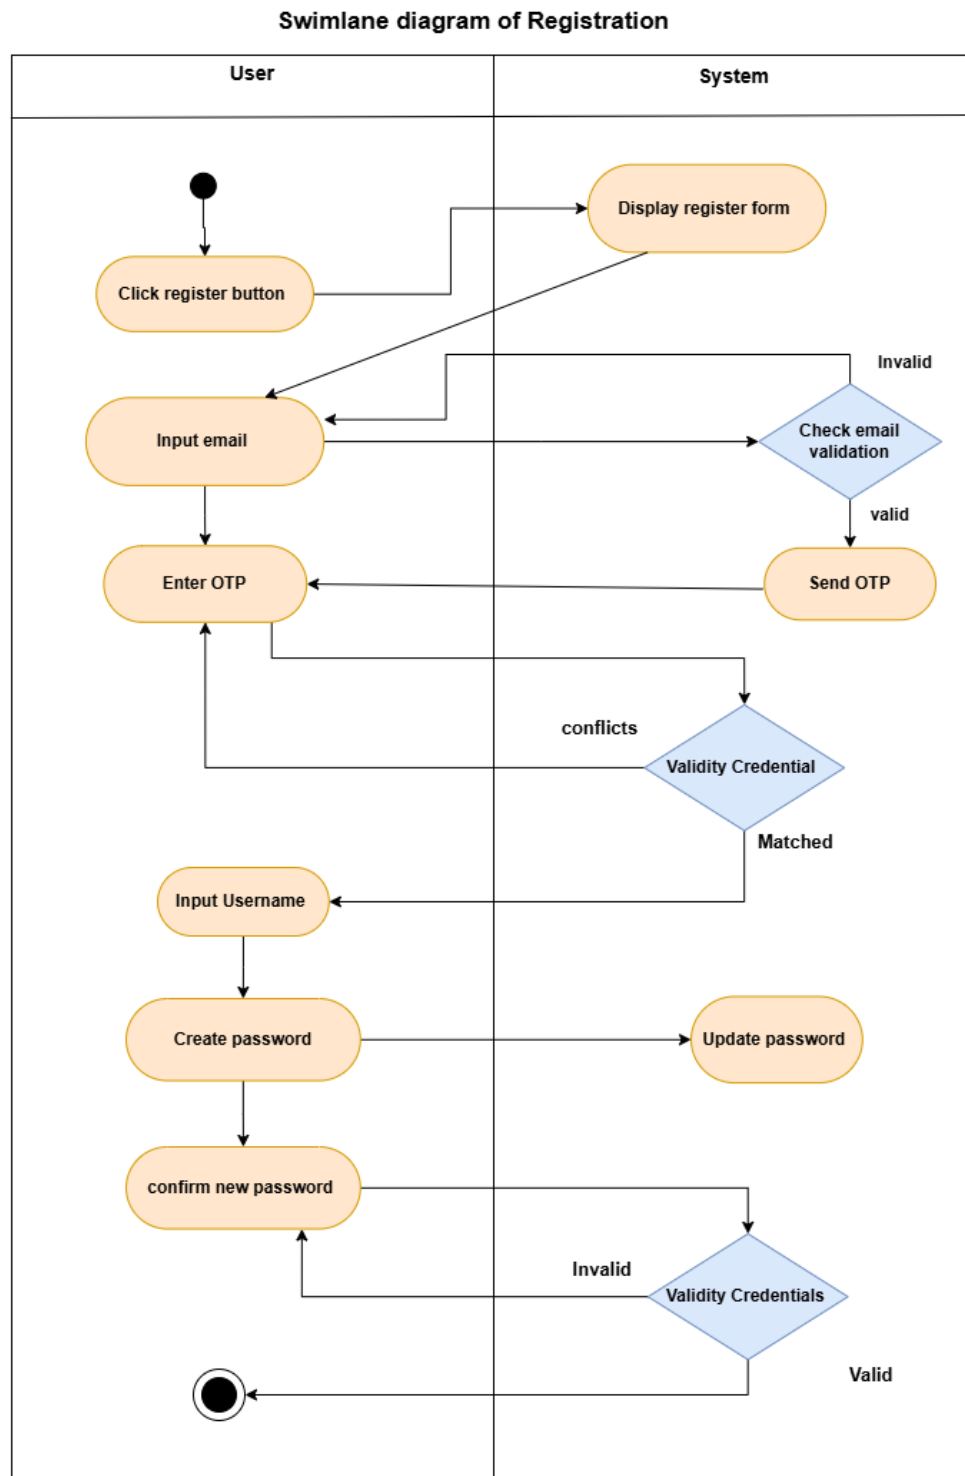 Swimlane diagram of Registration
User
System
Display register form
Click register button
Invalid
Input email
Check email
validation
valid
Enter OTP
Send OTP
conflicts
Validity Credential
Matched
Input Username
Create password
Update password
confirm new password
Invalid
Validity Credentials
Valid